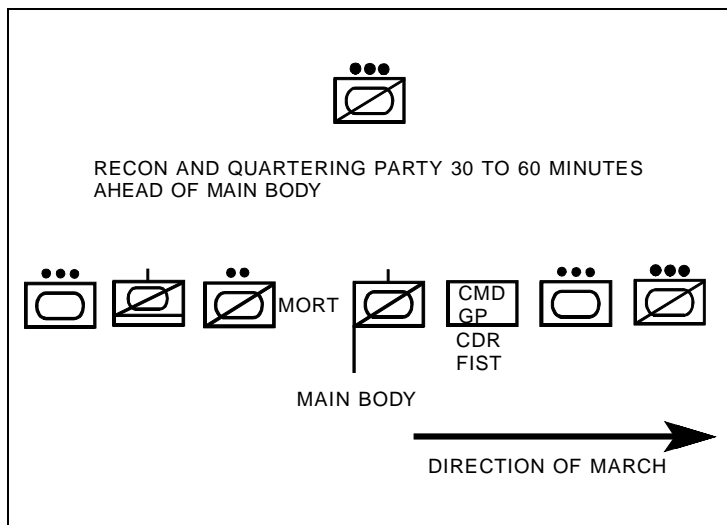 RECON AND QUARTERING PARTY 30 TO 60 MINUTES
AHEAD OF MAIN BODY
MORT
CMD
GP
CDR
FIST
MAIN BODY
DIRECTION OF MARCH